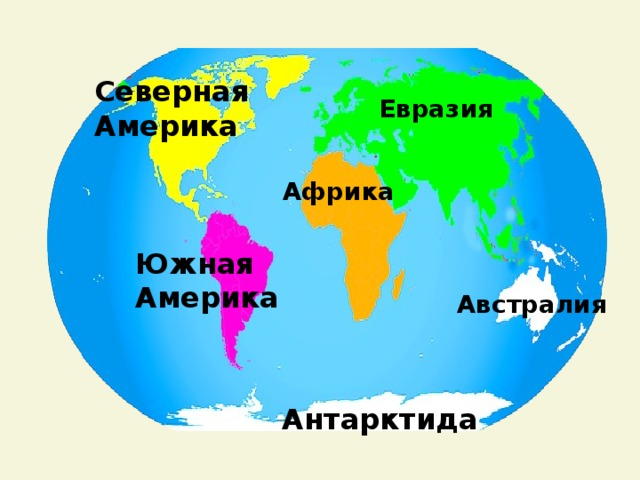 Северная
Америка
Евразия
Африка
Южная
Америка
Австралия
Антарктида